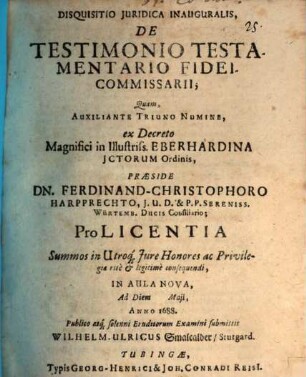 DISQUISITIO JURIDICA INAUGURALIS,
DE
TESTIMONIO TESTA-
MENTARIO FIDEI-
COMMISSARII;
Quam,
AUXILIANTE TRIUNO NUMINE,
ex Decreto
Magnifici in Illustriss. EBERHARDINA
JCTORUM Ordinis,
PRÆSIDE
DN. FERDINAND-CHRISTOPHORO
HARPPRECHTO, J. U. D. & P. P. SERENISS.
WÜRTEMB. DUCIS Consiliario;
Pro LICENTIA
Summos in Utroq. Jure Honores ac Privile-
gia ritè & legitimè consequendi,
IN AULA NOVA,
Ad Diem Maji,
ANNO 1688.
Publico atq. solenni Eruditorum Examini submittit
WILHELM-ULRICUS Smalcalder / Stutgard.
TUBINGÆ,
Typis GEORG-HENRICI & JOH. CONRADI REISI.